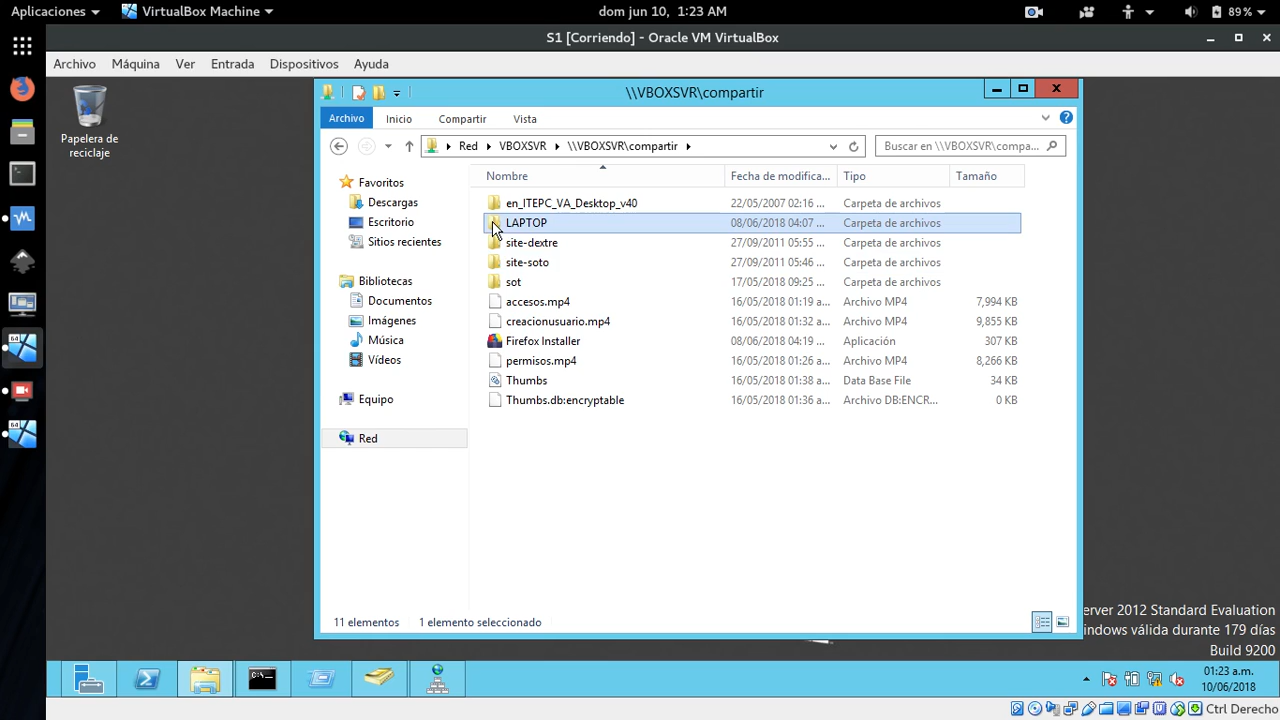 Aplicaciones
VirtualBox Machine
dom jun 10, 1:23 AM
89%
S1 [Corriendo] - Oracle VM VirtualBox
Archivo Máquina Ver Entrada Dispositivos Ayuda
Papelera de
reciclaje
\\VBOXSVR\compartir
Archivo Inicio Compartir Vista
Red VBOXSVR \\VBOXSVR\compartir
Buscar en \\VBOXSVR\compa...
Nombre Fecha de modifica... Tipo Tamaño
Favoritos
Descargas
Escritorio
Sitios recientes
Bibliotecas
Documentos
Imágenes
Música
Vídeos
Equipo
Red
en_ITEPC_VA_Desktop_v40 22/05/2007 02:16 ... Carpeta de archivos
LAPTOP 08/06/2018 04:07 ... Carpeta de archivos
site-dextre 27/09/2011 05:55 ... Carpeta de archivos
site-soto 27/09/2011 05:46 ... Carpeta de archivos
sot 17/05/2018 09:25 ... Carpeta de archivos
accesos.mp4 16/05/2018 01:19 a... Archivo MP4 7,994 KB
creacionusuario.mp4 16/05/2018 01:32 a... Archivo MP4 9,855 KB
Firefox Installer 08/06/2018 04:19 ... Aplicación 307 KB
permisos.mp4 16/05/2018 01:26 a... Archivo MP4 8,266 KB
Thumbs 16/05/2018 01:38 a... Data Base File 34 KB
Thumbs.db:encryptable 16/05/2018 01:36 a... Archivo DB:ENCR... 0 KB
11 elementos 1 elemento seleccionado
erver 2012 Standard Evaluation
indows válida durante 179 días
Build 9200
01:23 a.m.
10/06/2018
Ctrl Derecho